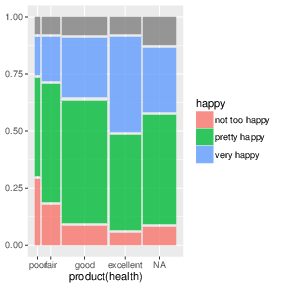 1.00
0.75
0.50
0.25
0.00
poor fair good excellent NA
product(health)
happy
not too happy
pretty happy
very happy